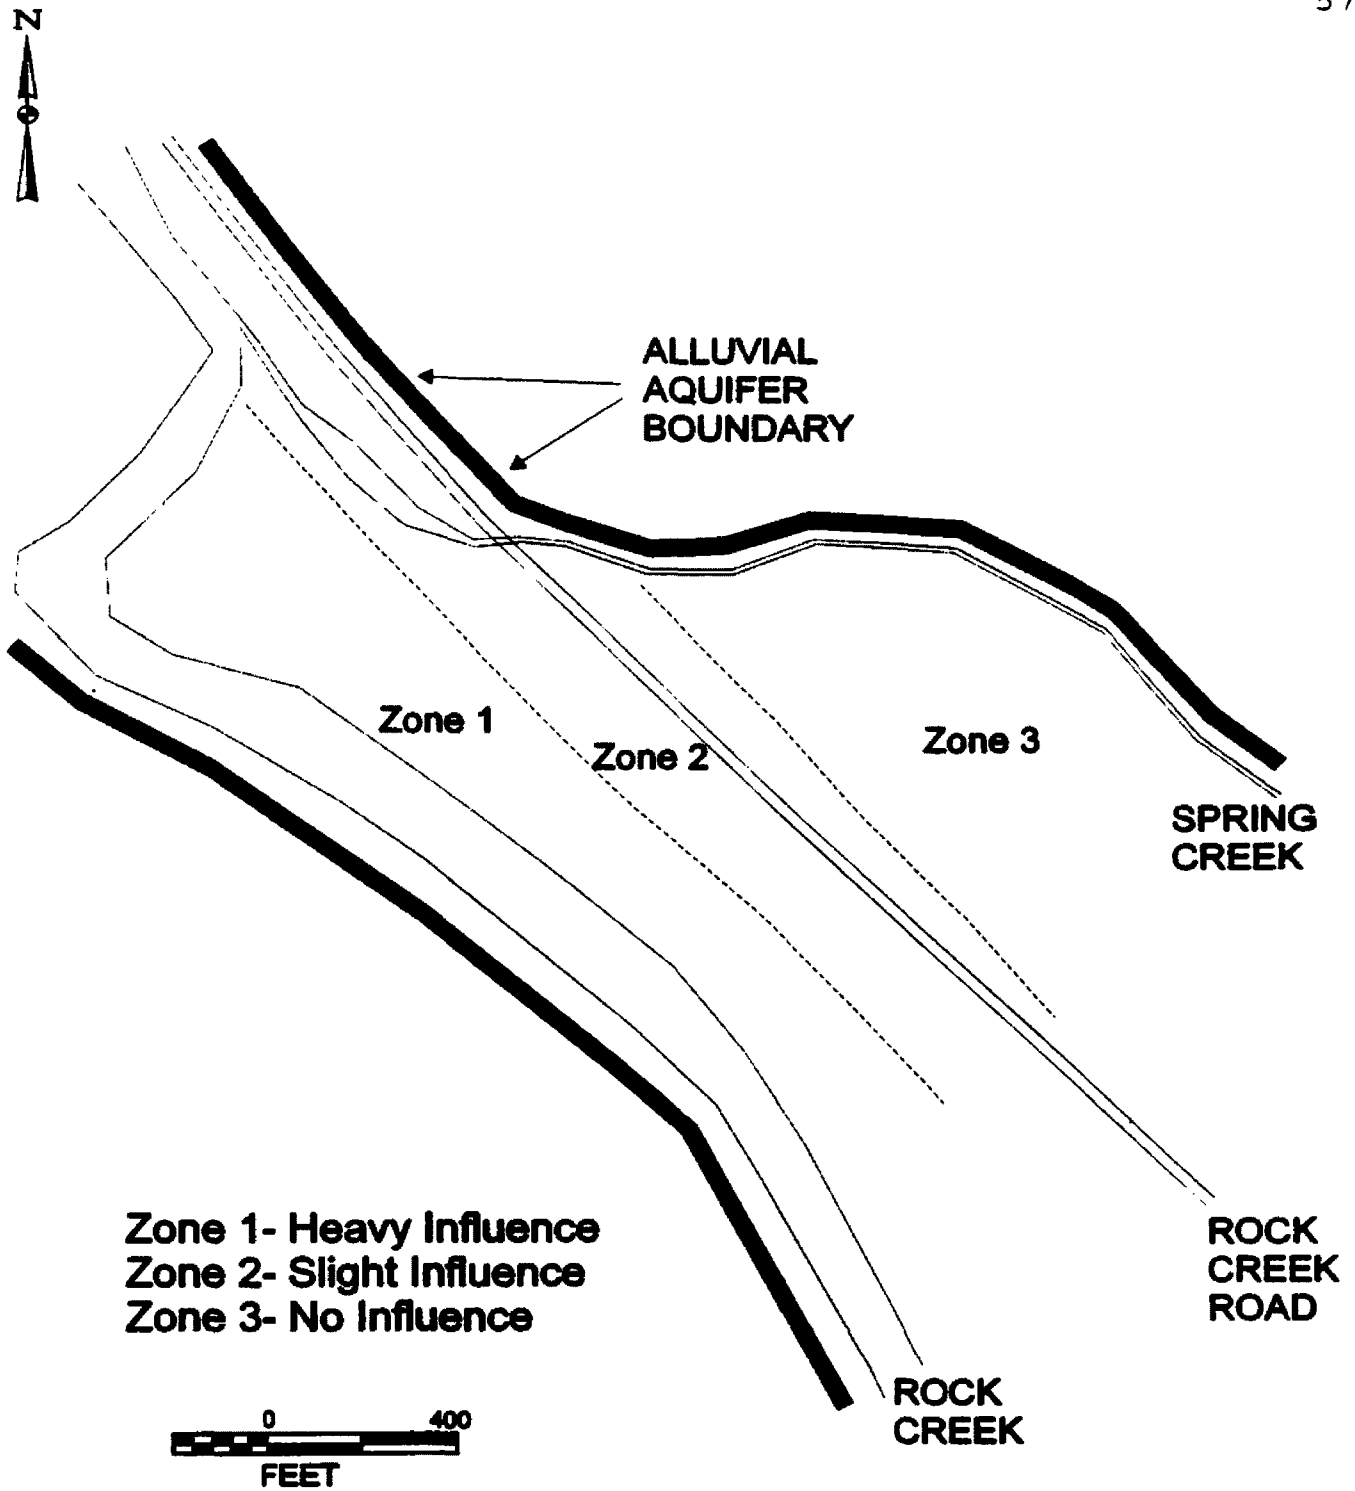 N
ALLUVIAL
AQUIFER
BOUNDARY
Zone 1
Zone 2
Zone 3
SPRING
CREEK
Zone 1- Heavy Influence
Zone 2- Slight Influence
Zone 3- No Influence
ROCK
CREEK
ROAD
ROCK
CREEK
0 400
FEET